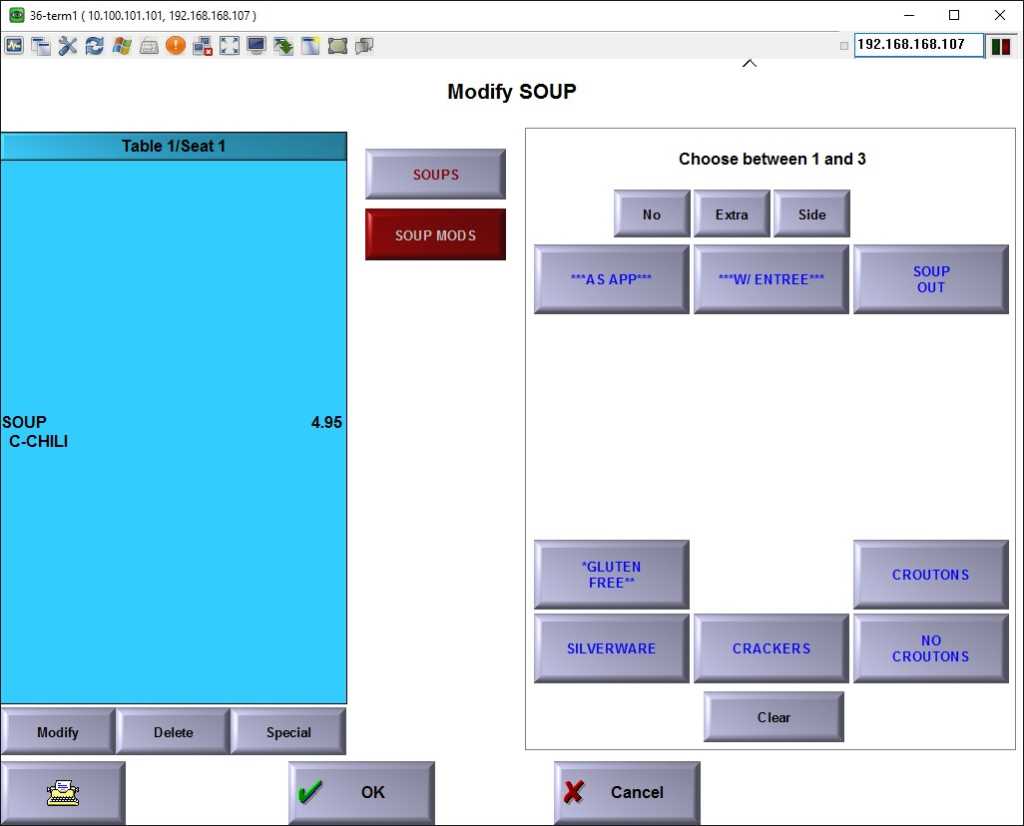 36-term1 ( 10.100.101.101, 192.168.168.107 )
192.168.168.107
Modify SOUP
Table 1/Seat 1
SOUP 4.95
C-CHILI
SOUPS
SOUP MODS
Choose between 1 and 3
No Extra Side
***AS APP*** ***W/ ENTREE*** SOUP
OUT
*GLUTEN
FREE**
CROUTONS
SILVERWARE CRACKERS NO
CROUTONS
Clear
Modify Delete Special
OK Cancel